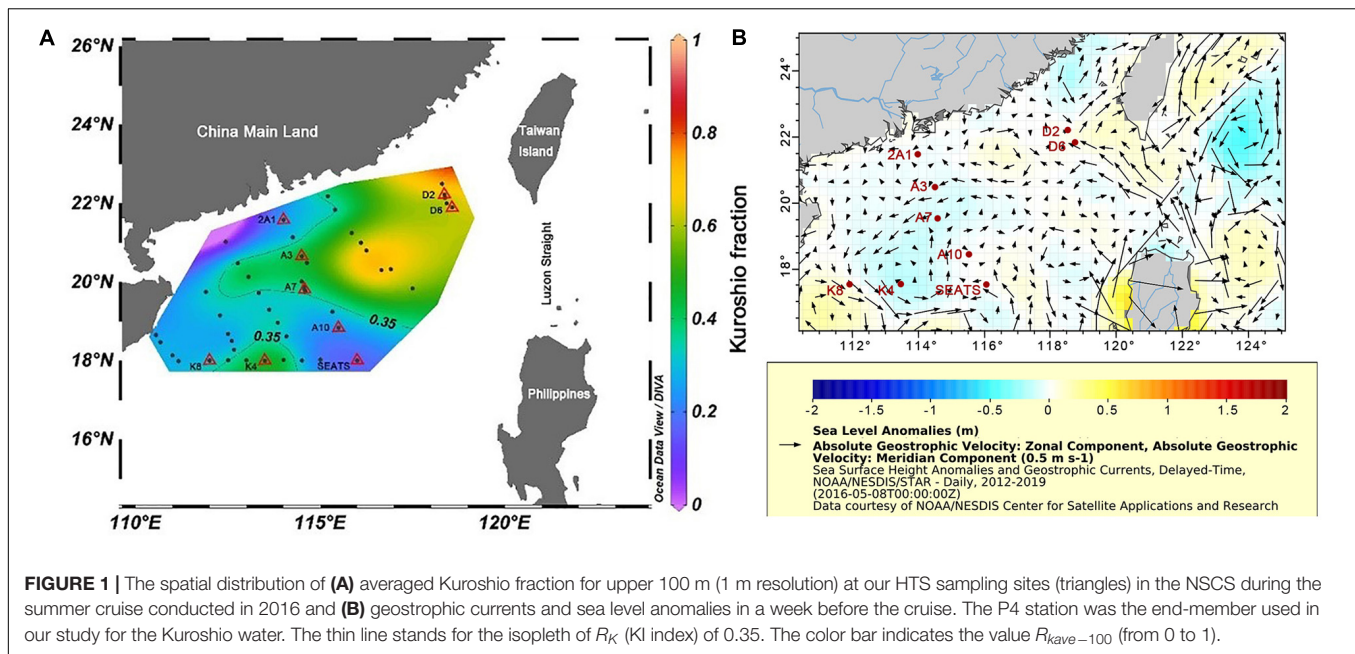 A
26°N
24°N
22°N
20°N
18°N
16°N
110°E
115°E
120°E
China Main Land
Taiwan
Island
Luzon Straight
Philippines
2A1
D2
D6
A3
A7
0.35
A10
0.35
K8
K4
SEATS
Ocean Data View / DIVA
1
0.8
0.6
0.4
0.2
0
Kuroshio fraction
B
24°
22°
20°
18°
112°
114°
116°
118°
120°
122°
124°
D2
D6
2A1
A3
A7
A10
K8
K4
SEATS
-2
-1.5
-1
-0.5
0
0.5
1
1.5
2
Sea Level Anomalies (m)
Absolute Geostrophic Velocity: Zonal Component, Absolute Geostrophic
Velocity: Meridian Component (0.5 m s-1)
Sea Surface Height Anomalies and Geostrophic Currents, Delayed-Time,
NOAA/NESDIS/STAR - Daily, 2012-2019
(2016-05-08T00:00:00Z)
Data courtesy of NOAA/NESDIS Center for Satellite Applications and Research
FIGURE 1 | The spatial distribution of (A) averaged Kuroshio fraction for upper 100 m (1 m resolution) at our HTS sampling sites (triangles) in the NSCS during the
summer cruise conducted in 2016 and (B) geostrophic currents and sea level anomalies in a week before the cruise. The P4 station was the end-member used in
our study for the Kuroshio water. The thin line stands for the isopleth of R_K (KI index) of 0.35. The color bar indicates the value R_kave−100 (from 0 to 1).